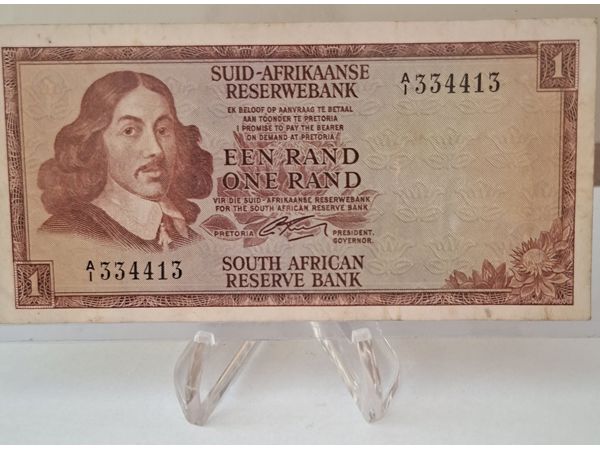 SUID-AFRIKAANSE
RESERWEBANK
A/1 334413
1
EK BELOOF OP AANVRAAG TE BETAAL
AAN TOONDER TE PRETORIA
I PROMISE TO PAY THE BEARER
ON DEMAND AT PRETORIA
EEN RAND
ONE RAND
VIR DIE SUID-AFRIKAANSE RESERWEBANK
FOR THE SOUTH AFRICAN RESERVE BANK
PRETORIA
PRESIDENT.
GOVERNOR.
1
A/1 334413
SOUTH AFRICAN
RESERVE BANK